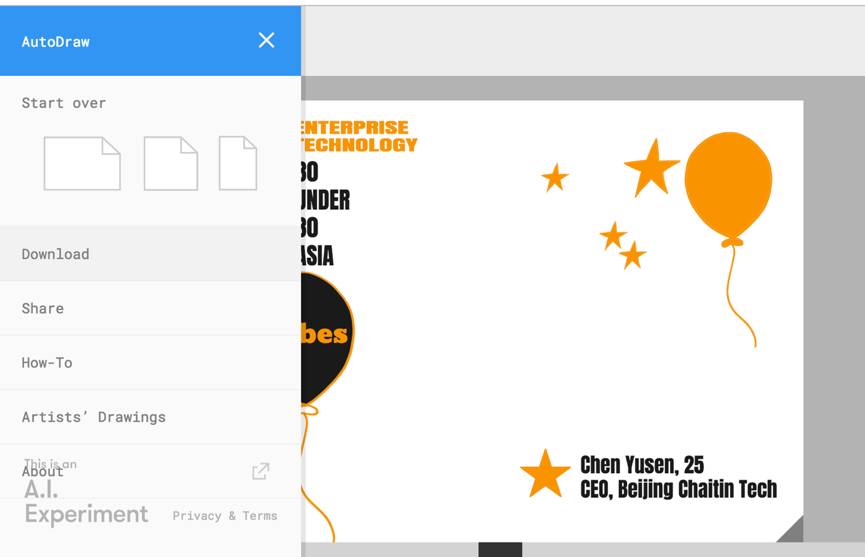 AutoDraw
Start over
Download
Share
How-To
Artists’ Drawings
About
This is an
A.I.
Experiment
Privacy & Terms
ENTERPRISE
TECHNOLOGY
30
UNDER
30
ASIA
bes
Chen Yusen, 25
CEO, Beijing Chaitin Tech